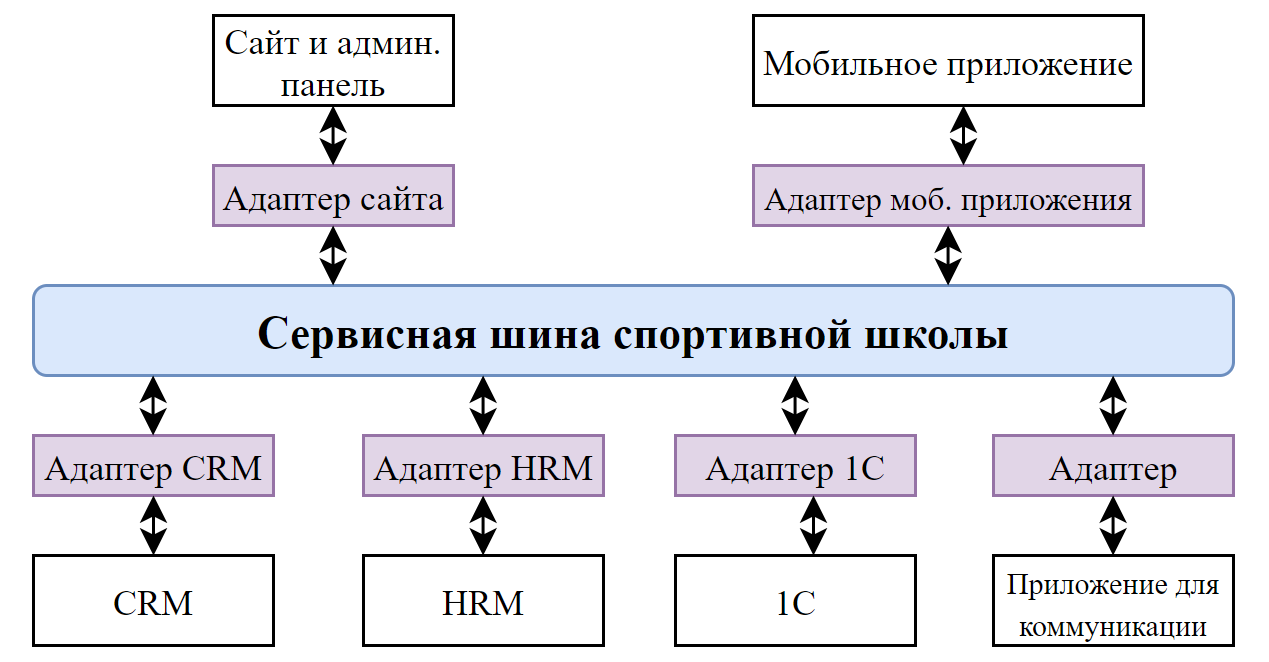 Сайт и админ.
панель
Мобильное приложение
Адаптер сайта
Адаптер моб. приложения
Сервисная шина спортивной школы
Адаптер CRM
Адаптер HRM
Адаптер 1С
Адаптер
CRM
HRM
1С
Приложение для
коммуникации